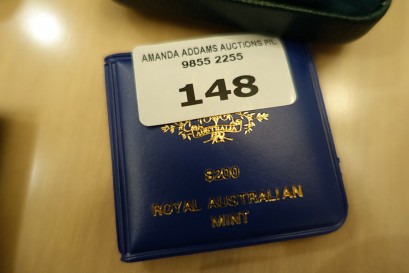 AMANDA ADDAMS AUCTIONS P/L
9855 2255
148
AUSTRALIA
$200
ROYAL AUSTRALIAN
MINT